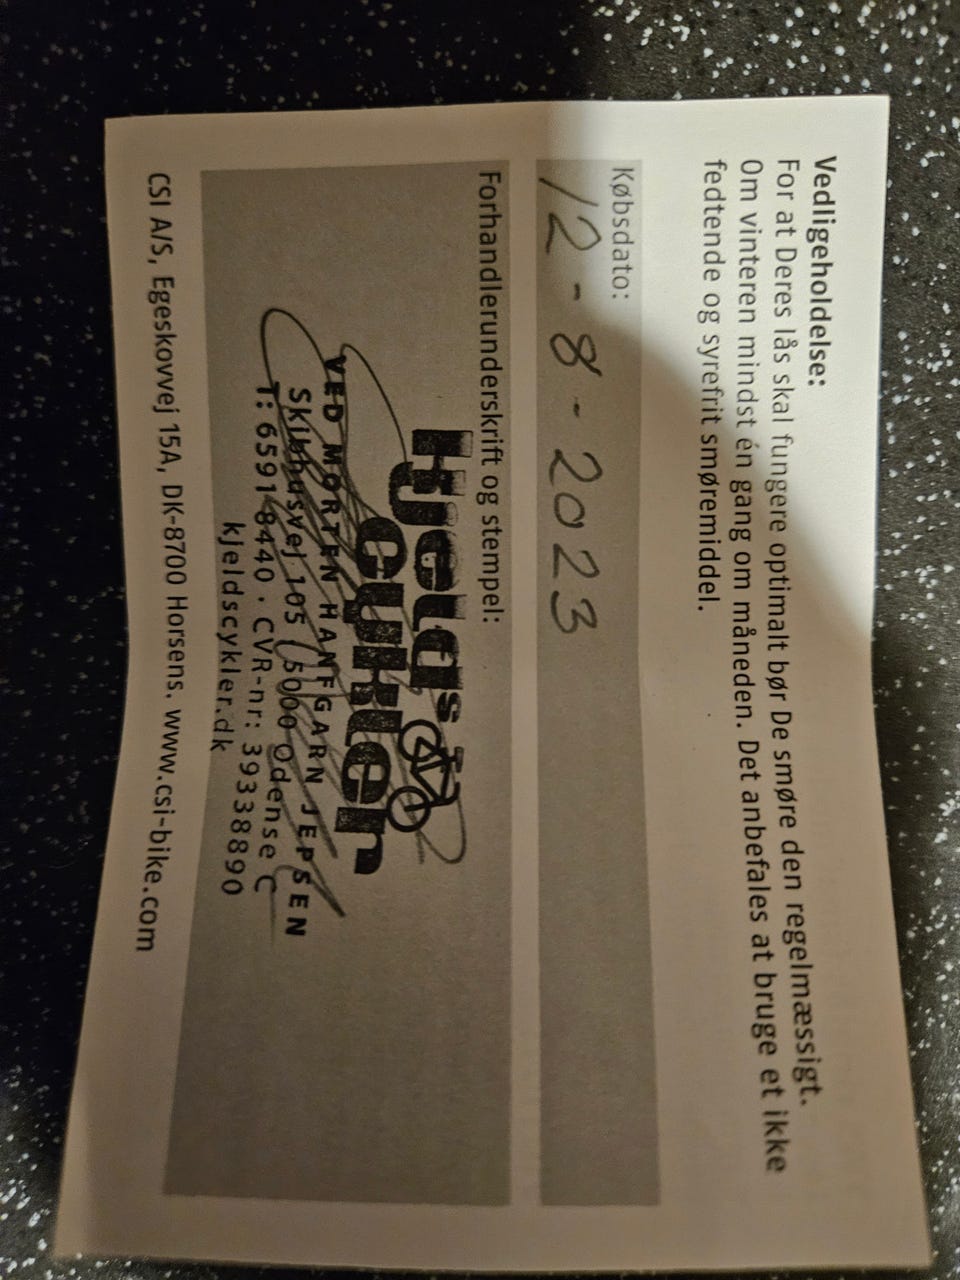 Vedligeholdelse:
For at Deres lås skal fungere optimalt bør De smøre den regelmæssigt.
Om vinteren mindst én gang om måneden. Det anbefales at bruge et ikke
fedtende og syrefrit smøremiddel.
Købsdato:
12-8-2023
Forhandlerunderskrift og stempel:
Kjelds
cykler
VED MORTEN HANFGARN JEPSEN
Skibhusvej 105 ( 5000 Odense C
T: 6591 8440 · CVR-nr: 39338890
kjeldscykler.dk
CSI A/S, Egeskovvej 15A, DK-8700 Horsens. www.csi-bike.com